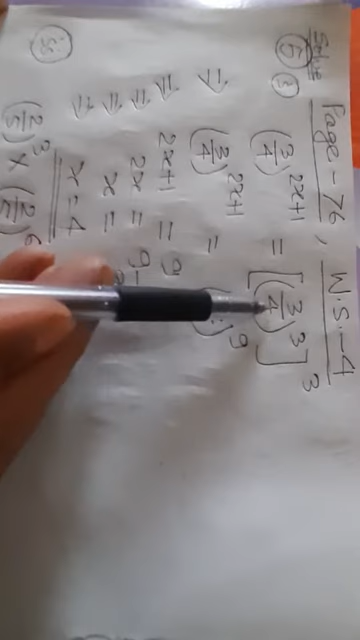 Page - 76, W.S. - 4
Solve
⑤ ③ (3/4)^2x+1 = [(3/4)^3]^3
⇒ (3/4)^2x+1 = ( )^9
⇒ 2x+1 = 9
⇒ 2x = 9-
⇒ x =
⇒ x = 4
(2/5)^3 × (2/5)^6